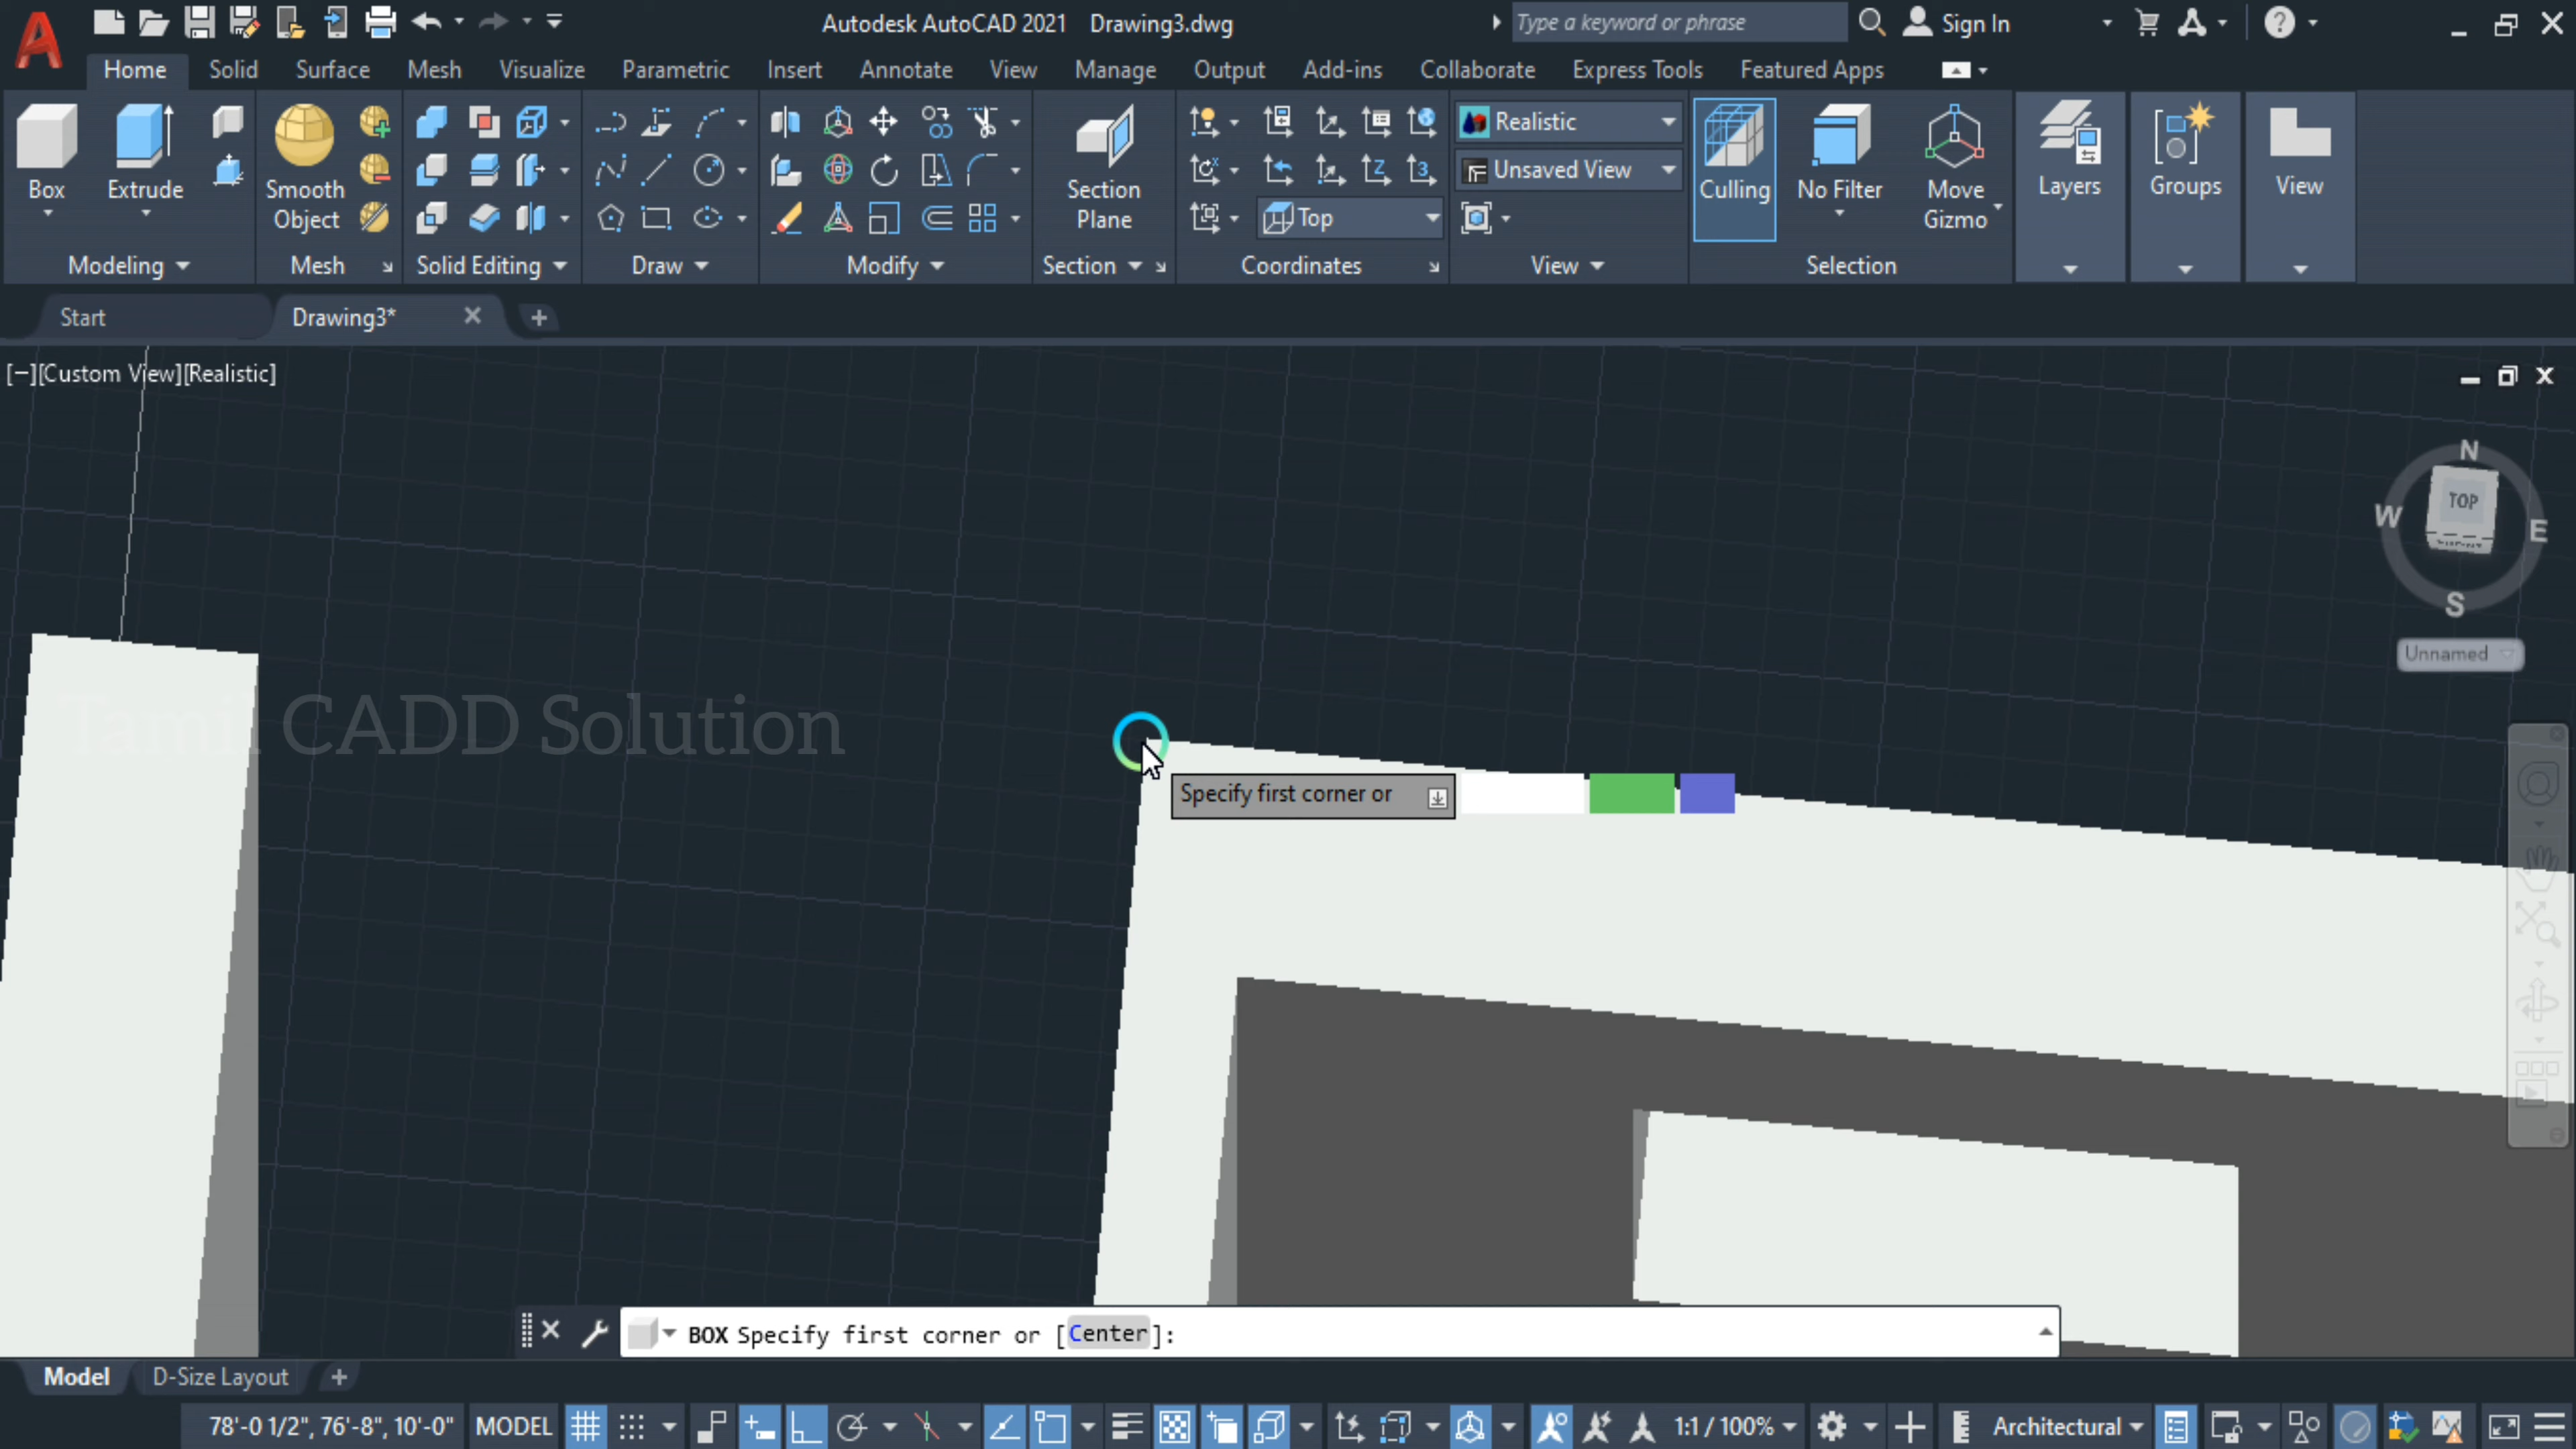 Autodesk AutoCAD 2021 Drawing3.dwg
Type a keyword or phrase
Sign In
Home Solid Surface Mesh Visualize Parametric Insert Annotate View Manage Output Add-ins Collaborate Express Tools Featured Apps
Box
Extrude
Smooth Object
Section Plane
Realistic
Unsaved View
Top
Culling
No Filter
Move Gizmo
Layers
Groups
View
Modeling Mesh Solid Editing Draw Modify Section Coordinates View Selection
Start Drawing3*
[−][Custom View][Realistic]
N
W TOP E
S
Unnamed
Tamil CADD Solution
Specify first corner or
BOX Specify first corner or [Center]:
Model D-Size Layout
78'-0 1/2", 76'-8", 10'-0" MODEL 1:1 / 100% Architectural